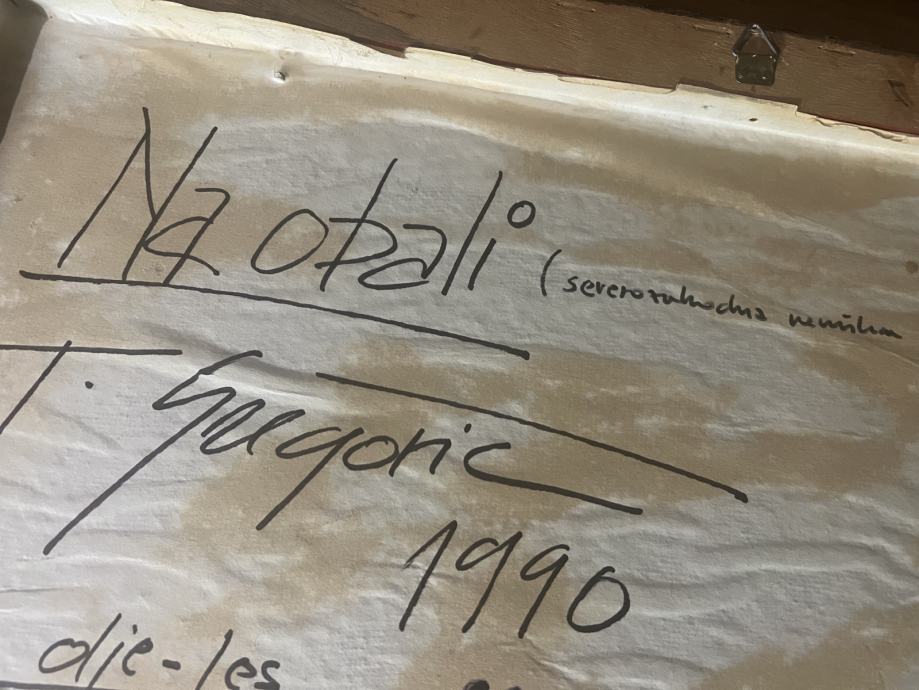 Na obali (severozahodna
T. Gregoric
1990
olje-les